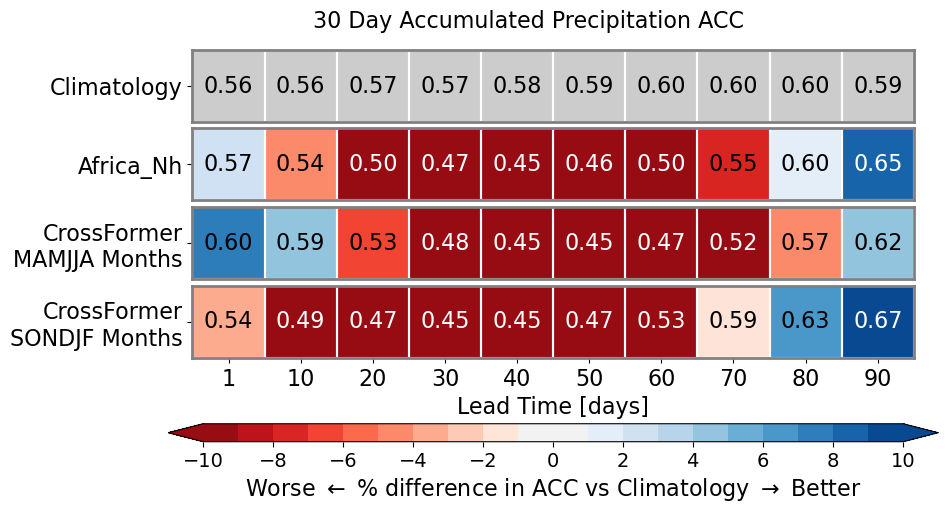 30 Day Accumulated Precipitation ACC
Climatology 0.56 0.56 0.57 0.57 0.58 0.59 0.60 0.60 0.60 0.59
Africa_Nh 0.57 0.54 0.50 0.47 0.45 0.46 0.50 0.55 0.60 0.65
CrossFormer
MAMJJA Months 0.60 0.59 0.53 0.48 0.45 0.45 0.47 0.52 0.57 0.62
CrossFormer
SONDJF Months 0.54 0.49 0.47 0.45 0.45 0.47 0.53 0.59 0.63 0.67
1 10 20 30 40 50 60 70 80 90
Lead Time [days]
−10 −8 −6 −4 −2 0 2 4 6 8 10
Worse ← % difference in ACC vs Climatology → Better